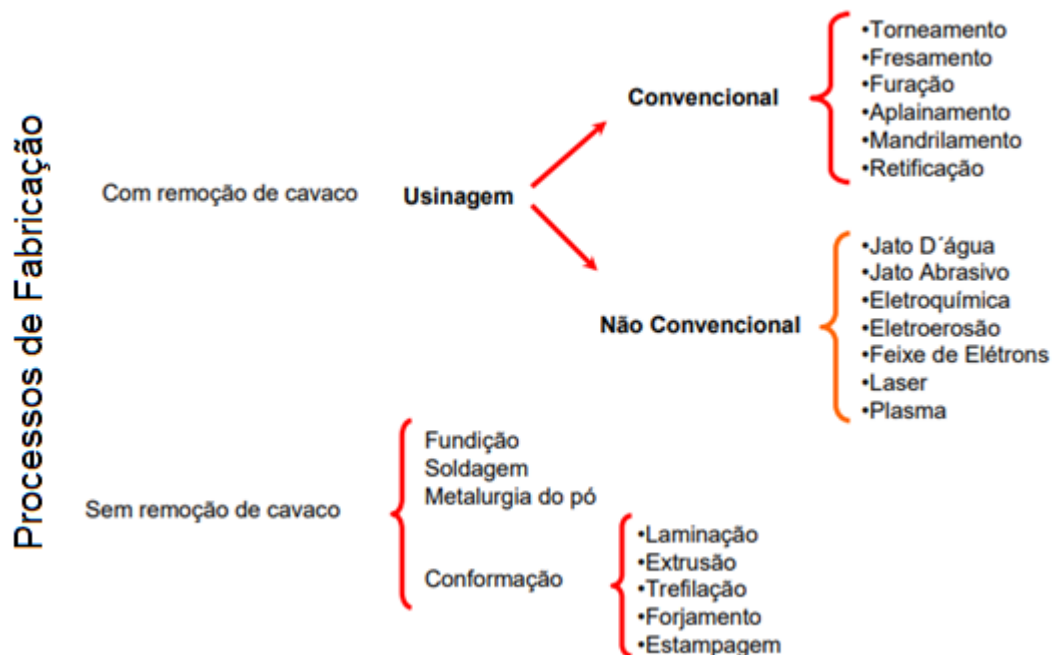 Processos de Fabricação
Com remoção de cavaco
Usinagem
Convencional
•Torneamento
•Fresamento
•Furação
•Aplainamento
•Mandrilamento
•Retificação
Não Convencional
•Jato D´água
•Jato Abrasivo
•Eletroquímica
•Eletroerosão
•Feixe de Elétrons
•Laser
•Plasma
Sem remoção de cavaco
Fundição
Soldagem
Metalurgia do pó
Conformação
•Laminação
•Extrusão
•Trefilação
•Forjamento
•Estampagem